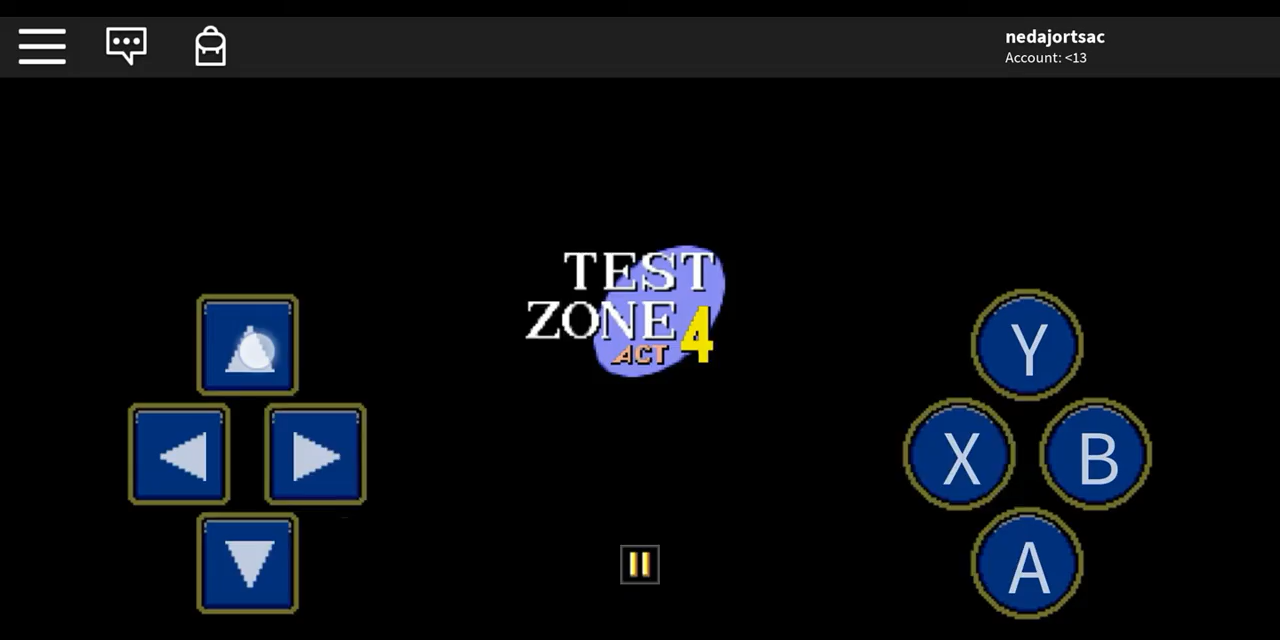 nedajortsac
Account: <13
TEST
ZONE
ACT 4
Y
X
B
A